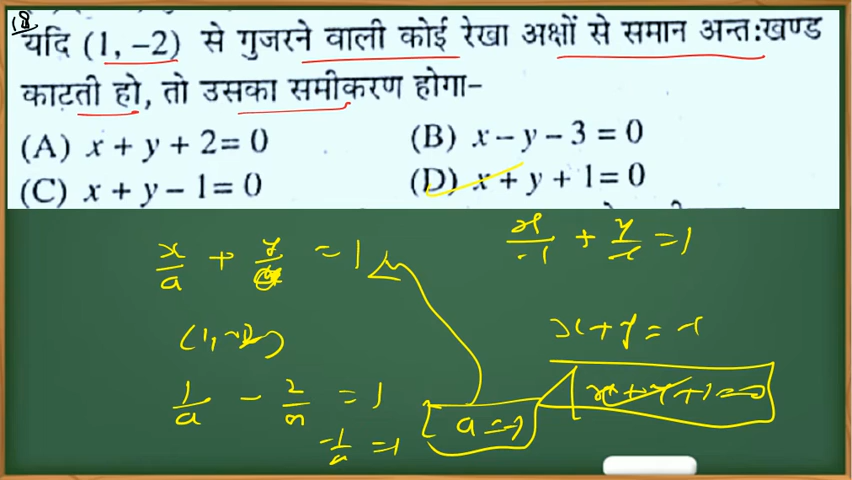 18
यदि (1, −2) से गुजरने वाली कोई रेखा अक्षों से समान अन्त:खण्ड
काटती हो, तो उसका समीकरण होगा–
(A) x + y + 2= 0
(B) x − y − 3 = 0
(C) x + y − 1= 0
(D) x + y + 1= 0
x/a + y/a = 1
(1, −2)
1/a − 2/a = 1
−1/a = 1
a = −1
x/−1 + y/−1 = 1
x + y = −1
x + y + 1 = 0